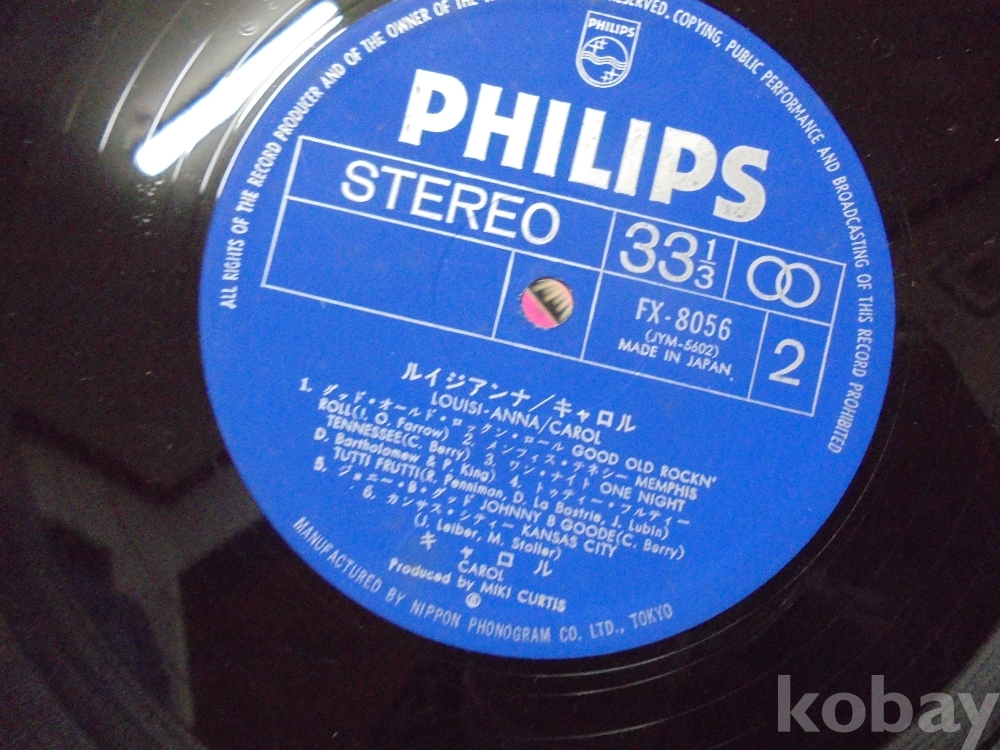 ALL RIGHTS OF THE RECORD PRODUCER AND OF THE OWNER OF THE
RESERVED. COPYING, PUBLIC PERFORMANCE AND BROADCASTING OF THIS RECORD PROHIBITED
PHILIPS
PHILIPS
STEREO
33 1/3
FX-8056
(JYM-5602)
MADE IN JAPAN.
2
ルイジアンナ/キャロル
LOUISI-ANNA/CAROL
1. グッド・オールド・ロックン・ロール GOOD OLD ROCKN'
ROLL(J. O. Farrow) 2. メンフィス・テネシー MEMPHIS
TENNESSEE(C. Berry) 3. ワン・ナイト ONE NIGHT
D. Bartholomew & P. King) 4. トゥティー・フルティー
TUTTI FRUTTI(R. Penniman, D. La Bostrie, J. Lubin)
5. ジョニー・B・グッド JOHNNY B GOODE(C. Berry)
6. カンサス・シティー KANSAS CITY
(J. Leiber, M. Stoller)
キャロル
CAROL
Produced by MIKI CURTIS
Ⓟ
MANUFACTURED BY NIPPON PHONOGRAM CO. LTD., TOKYO
kobay